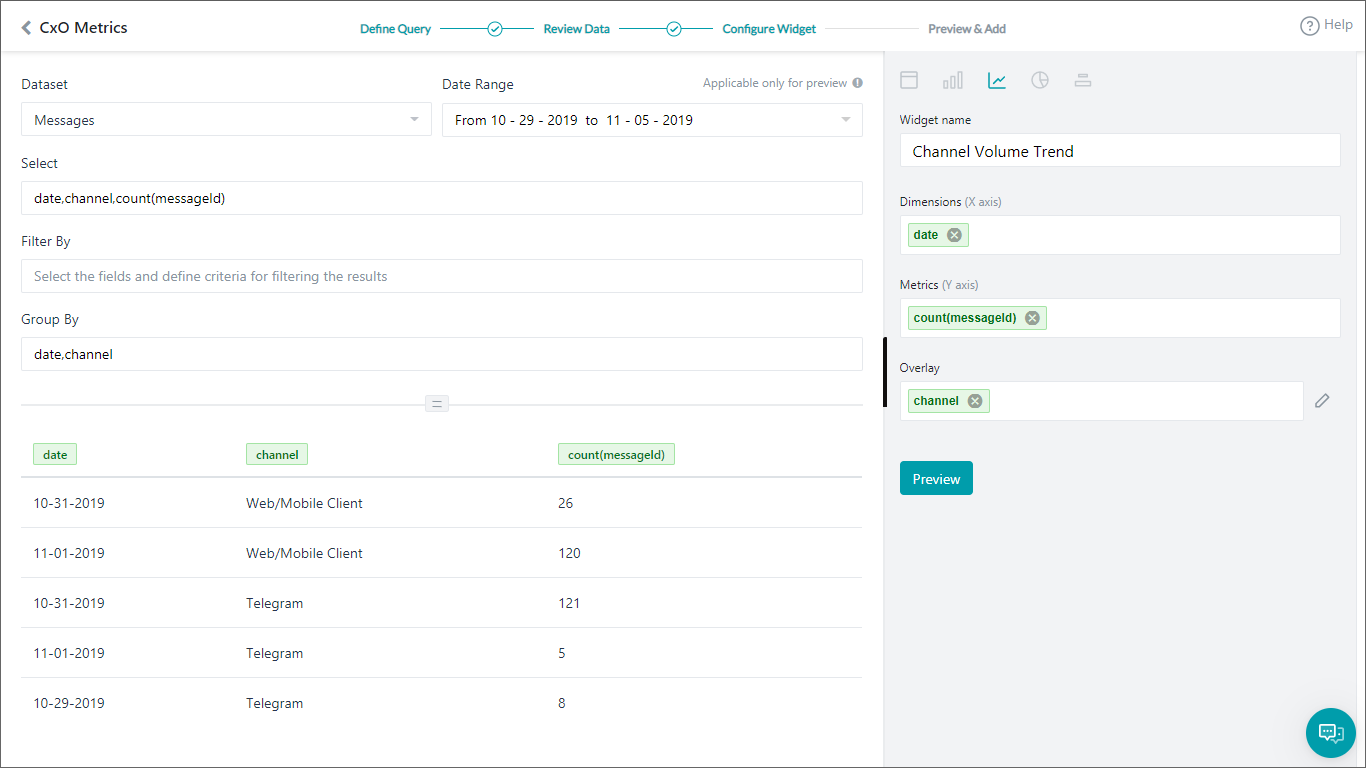 CxO Metrics
Define Query
Review Data
Configure Widget
Preview & Add
? Help
Dataset
Messages
Date Range
Applicable only for preview
From 10 - 29 - 2019 to 11 - 05 - 2019
Select
date,channel,count(messageId)
Filter By
Select the fields and define criteria for filtering the results
Group By
date,channel
date channel count(messageId)
10-31-2019 Web/Mobile Client 26
11-01-2019 Web/Mobile Client 120
10-31-2019 Telegram 121
11-01-2019 Telegram 5
10-29-2019 Telegram 8
Widget name
Channel Volume Trend
Dimensions (X axis)
date
Metrics (Y axis)
count(messageId)
Overlay
channel
Preview